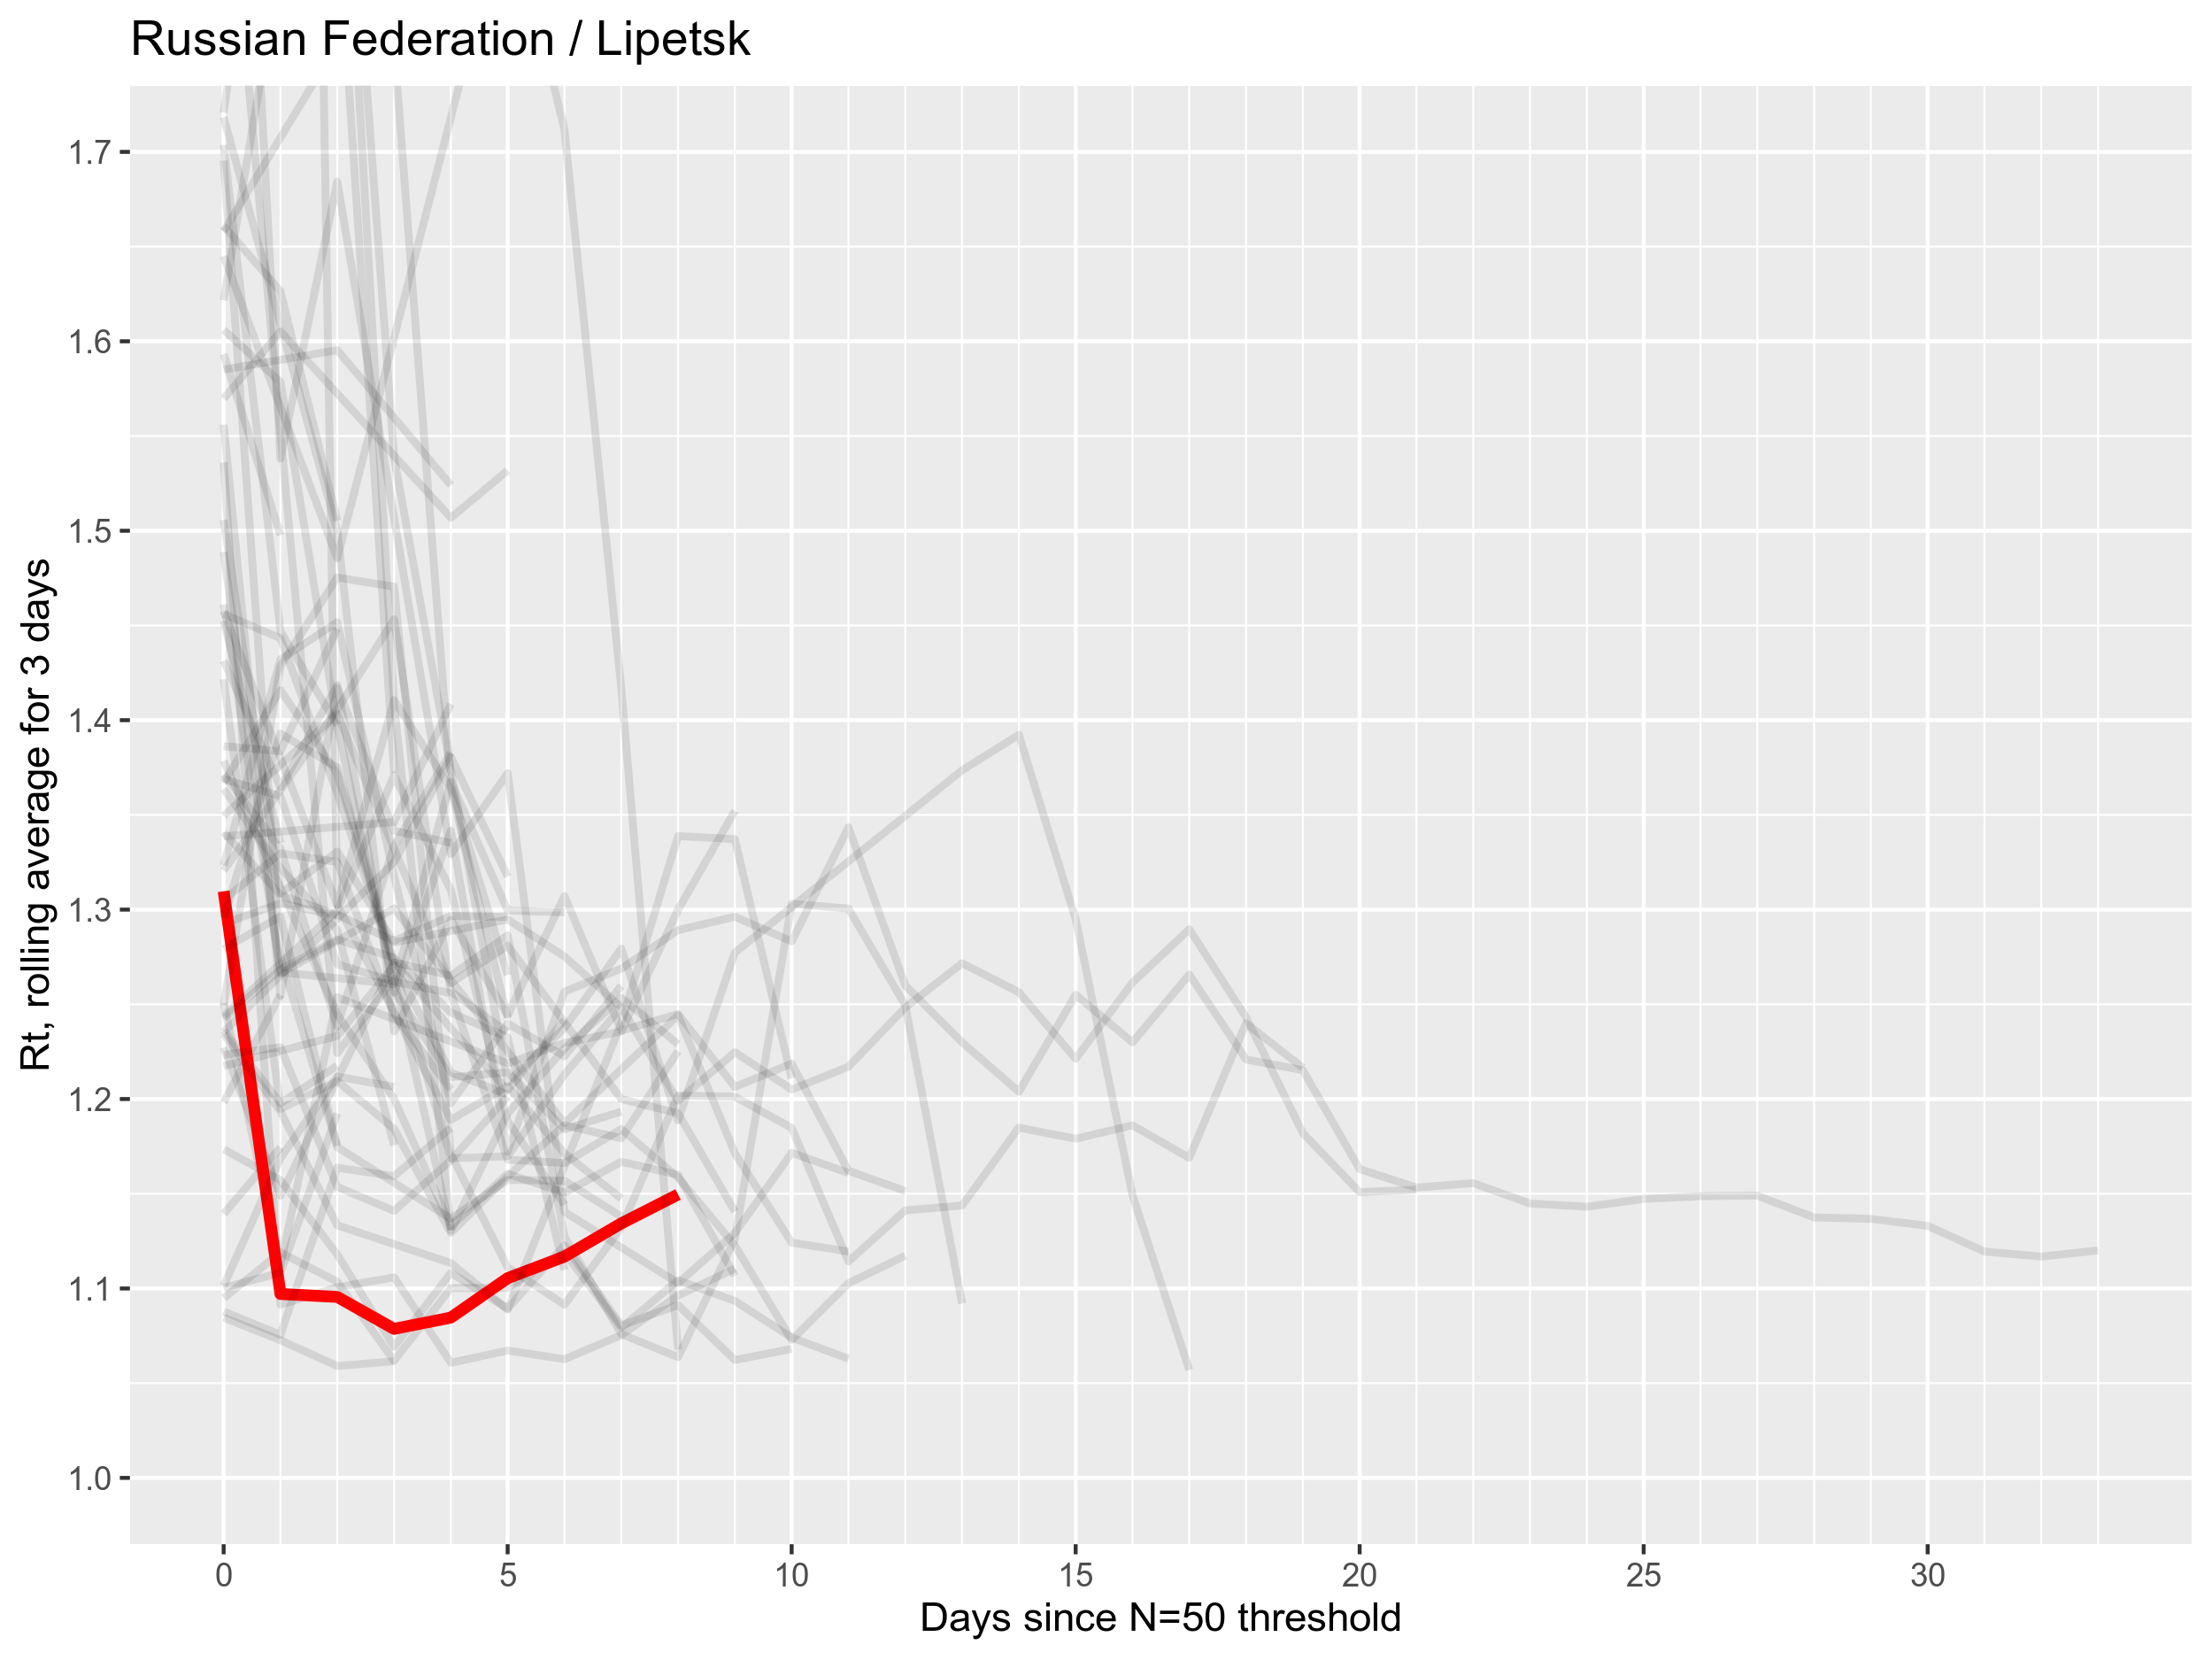 Russian Federation / Lipetsk
Rt, rolling average for 3 days
1.7
1.6
1.5
1.4
1.3
1.2
1.1
1.0
0 5 10 15 20 25 30
Days since N=50 threshold